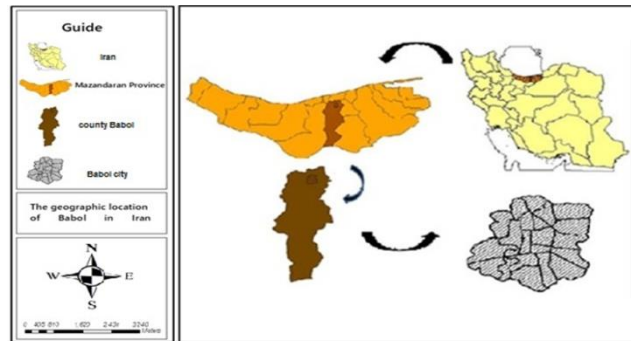 Guide
Iran
Mazandaran Province
county Babol
Babol city
The geographic location
of Babol in Iran
N
W E
S
Meters